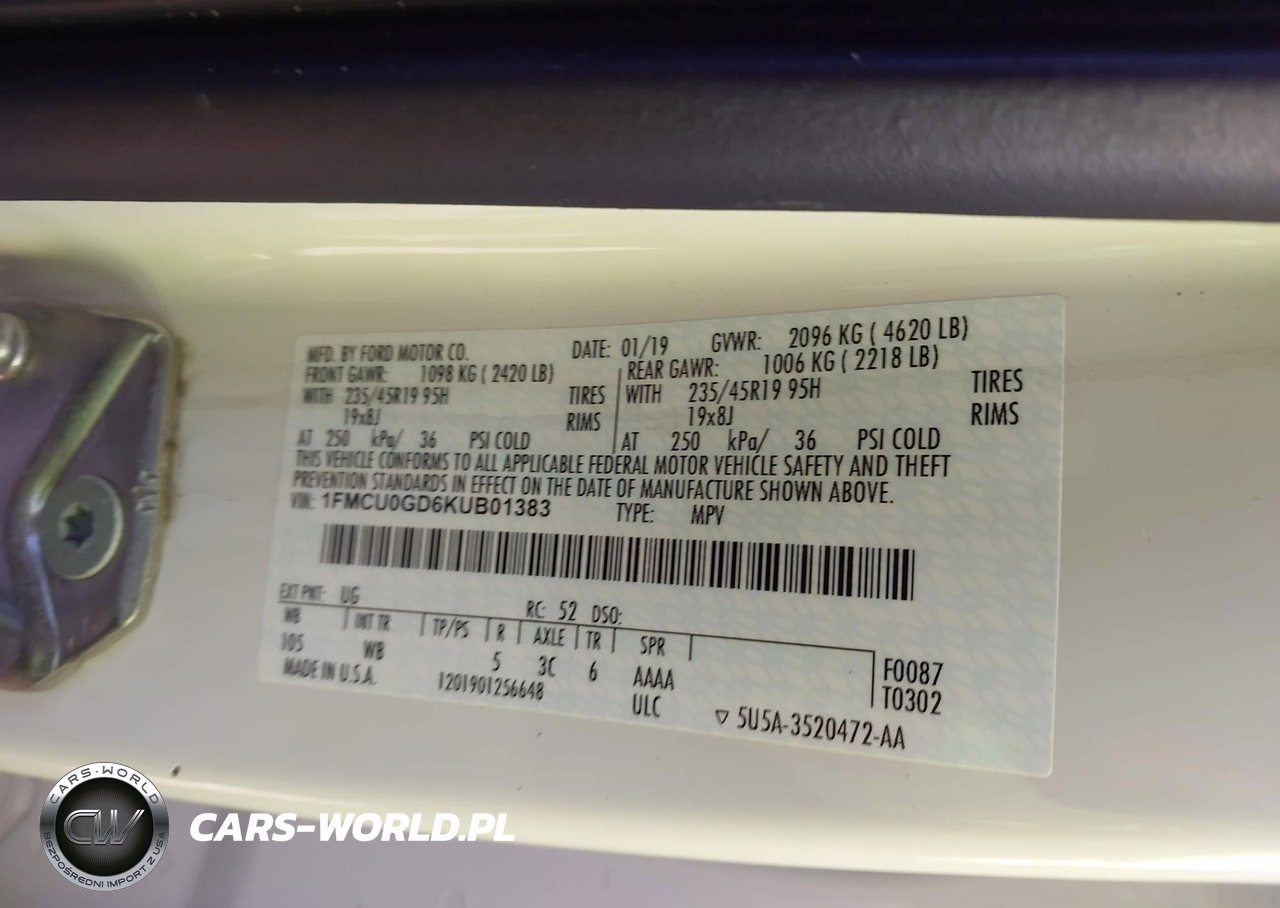 MFD. BY FORD MOTOR CO. DATE: 01/19 GVWR: 2096 KG ( 4620 LB)
FRONT GAWR: 1098 KG ( 2420 LB) REAR GAWR: 1006 KG ( 2218 LB)
WITH 235/45R19 95H TIRES WITH 235/45R19 95H TIRES
19x8J RIMS 19x8J RIMS
AT 250 kPa/ 36 PSI COLD AT 250 kPa/ 36 PSI COLD
THIS VEHICLE CONFORMS TO ALL APPLICABLE FEDERAL MOTOR VEHICLE SAFETY AND THEFT
PREVENTION STANDARDS IN EFFECT ON THE DATE OF MANUFACTURE SHOWN ABOVE.
VIN: 1FMCU0GD6KUB01383 TYPE: MPV
EXT PNT: UG RC: 52 DSO:
WB INT TR TP/PS R AXLE TR SPR
105 WB 5 3C 6 AAAA F0087
MADE IN U.S.A. 1201901256648 ULC T0302
▽ 5U5A-3520472-AA
CARS-WORLD
CW
BEZPOŚREDNI IMPORT Z USA
CARS-WORLD.PL